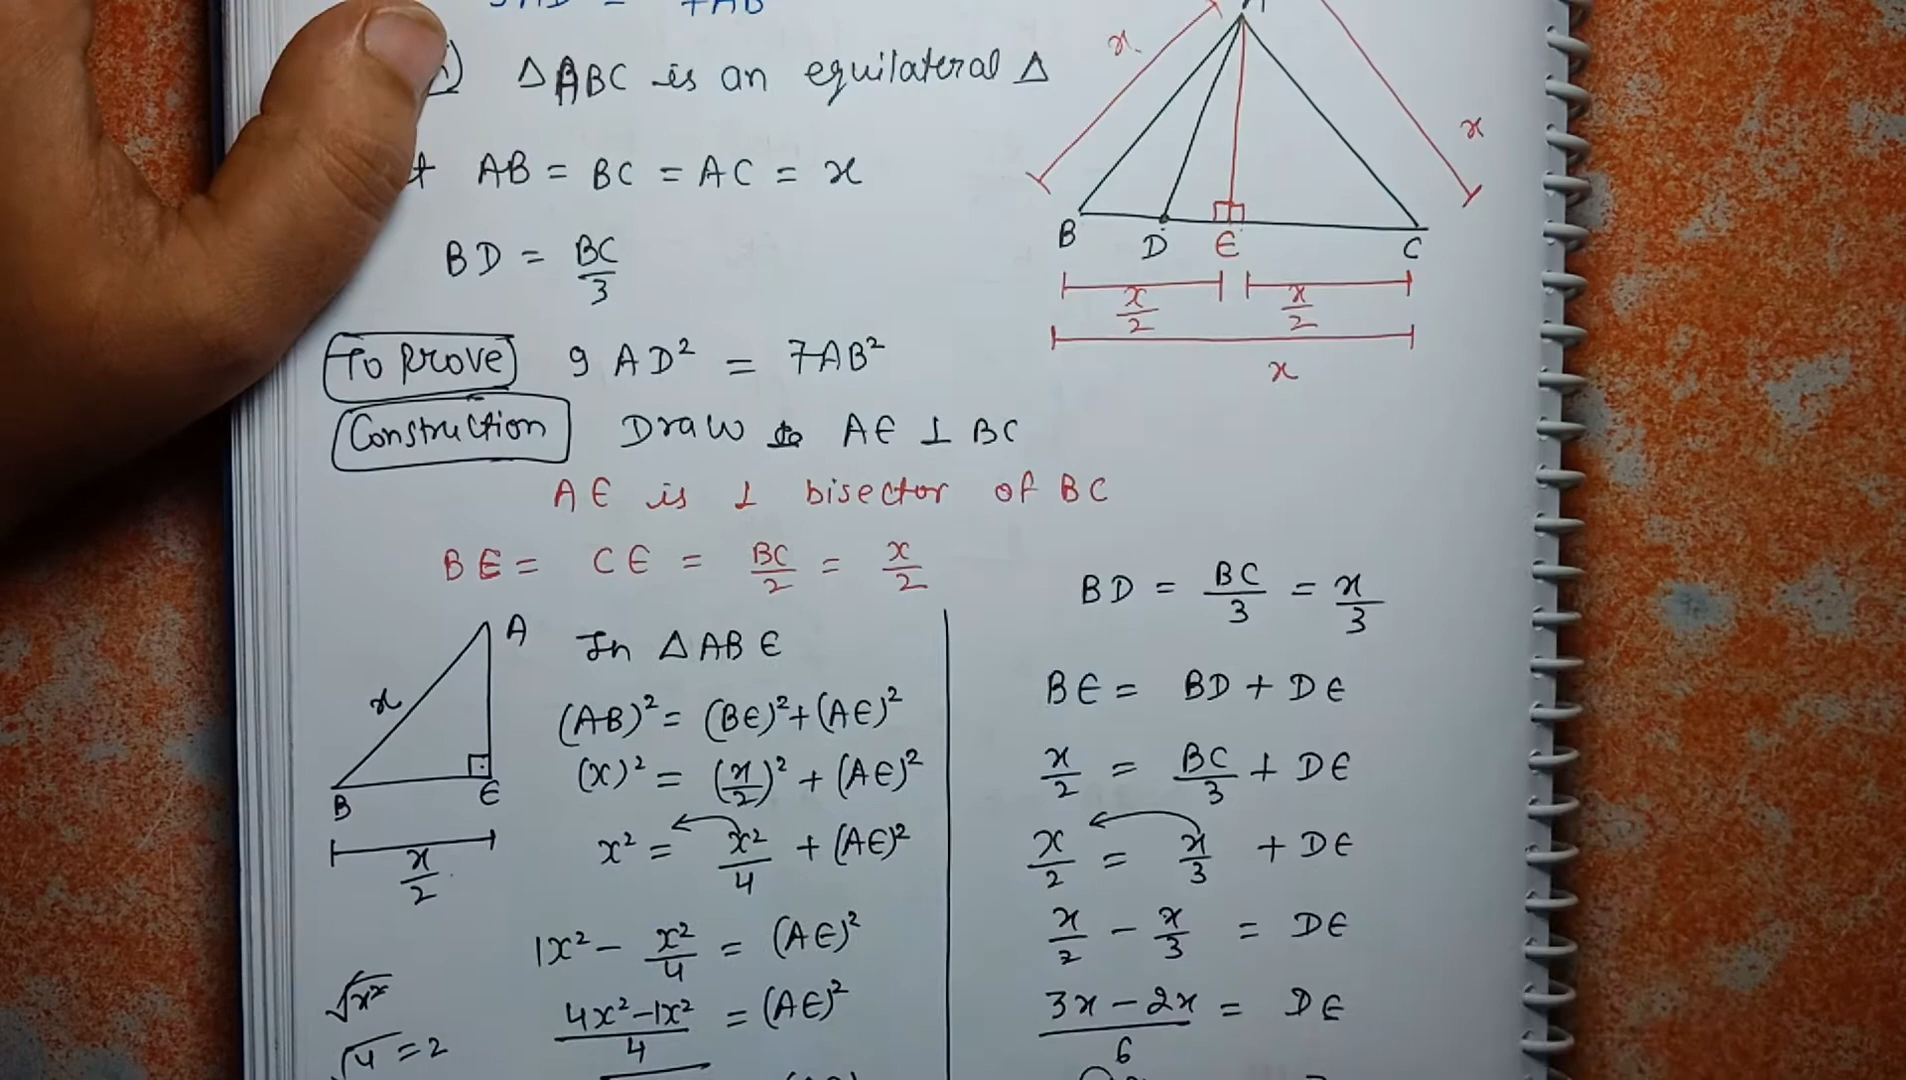 = 7AB
△ABC is an equilateral △
AB = BC = AC = x
BD = BC/3
To prove 9 AD² = 7AB²
Construction Draw AE ⊥ BC
AE is ⊥ bisector of BC
BE = CE = BC/2 = x/2
x
x
B D E C
x/2 x/2
x
A
x
B E
x/2
In △ABE
(AB)² = (BE)² + (AE)²
(x)² = (x/2)² + (AE)²
x² = x²/4 + (AE)²
1x² - x²/4 = (AE)²
4x² - 1x²/4 = (AE)²
√x²
√4 = 2
BD = BC/3 = x/3
BE = BD + DE
x/2 = BC/3 + DE
x/2 = x/3 + DE
x/2 - x/3 = DE
3x - 2x/6 = DE